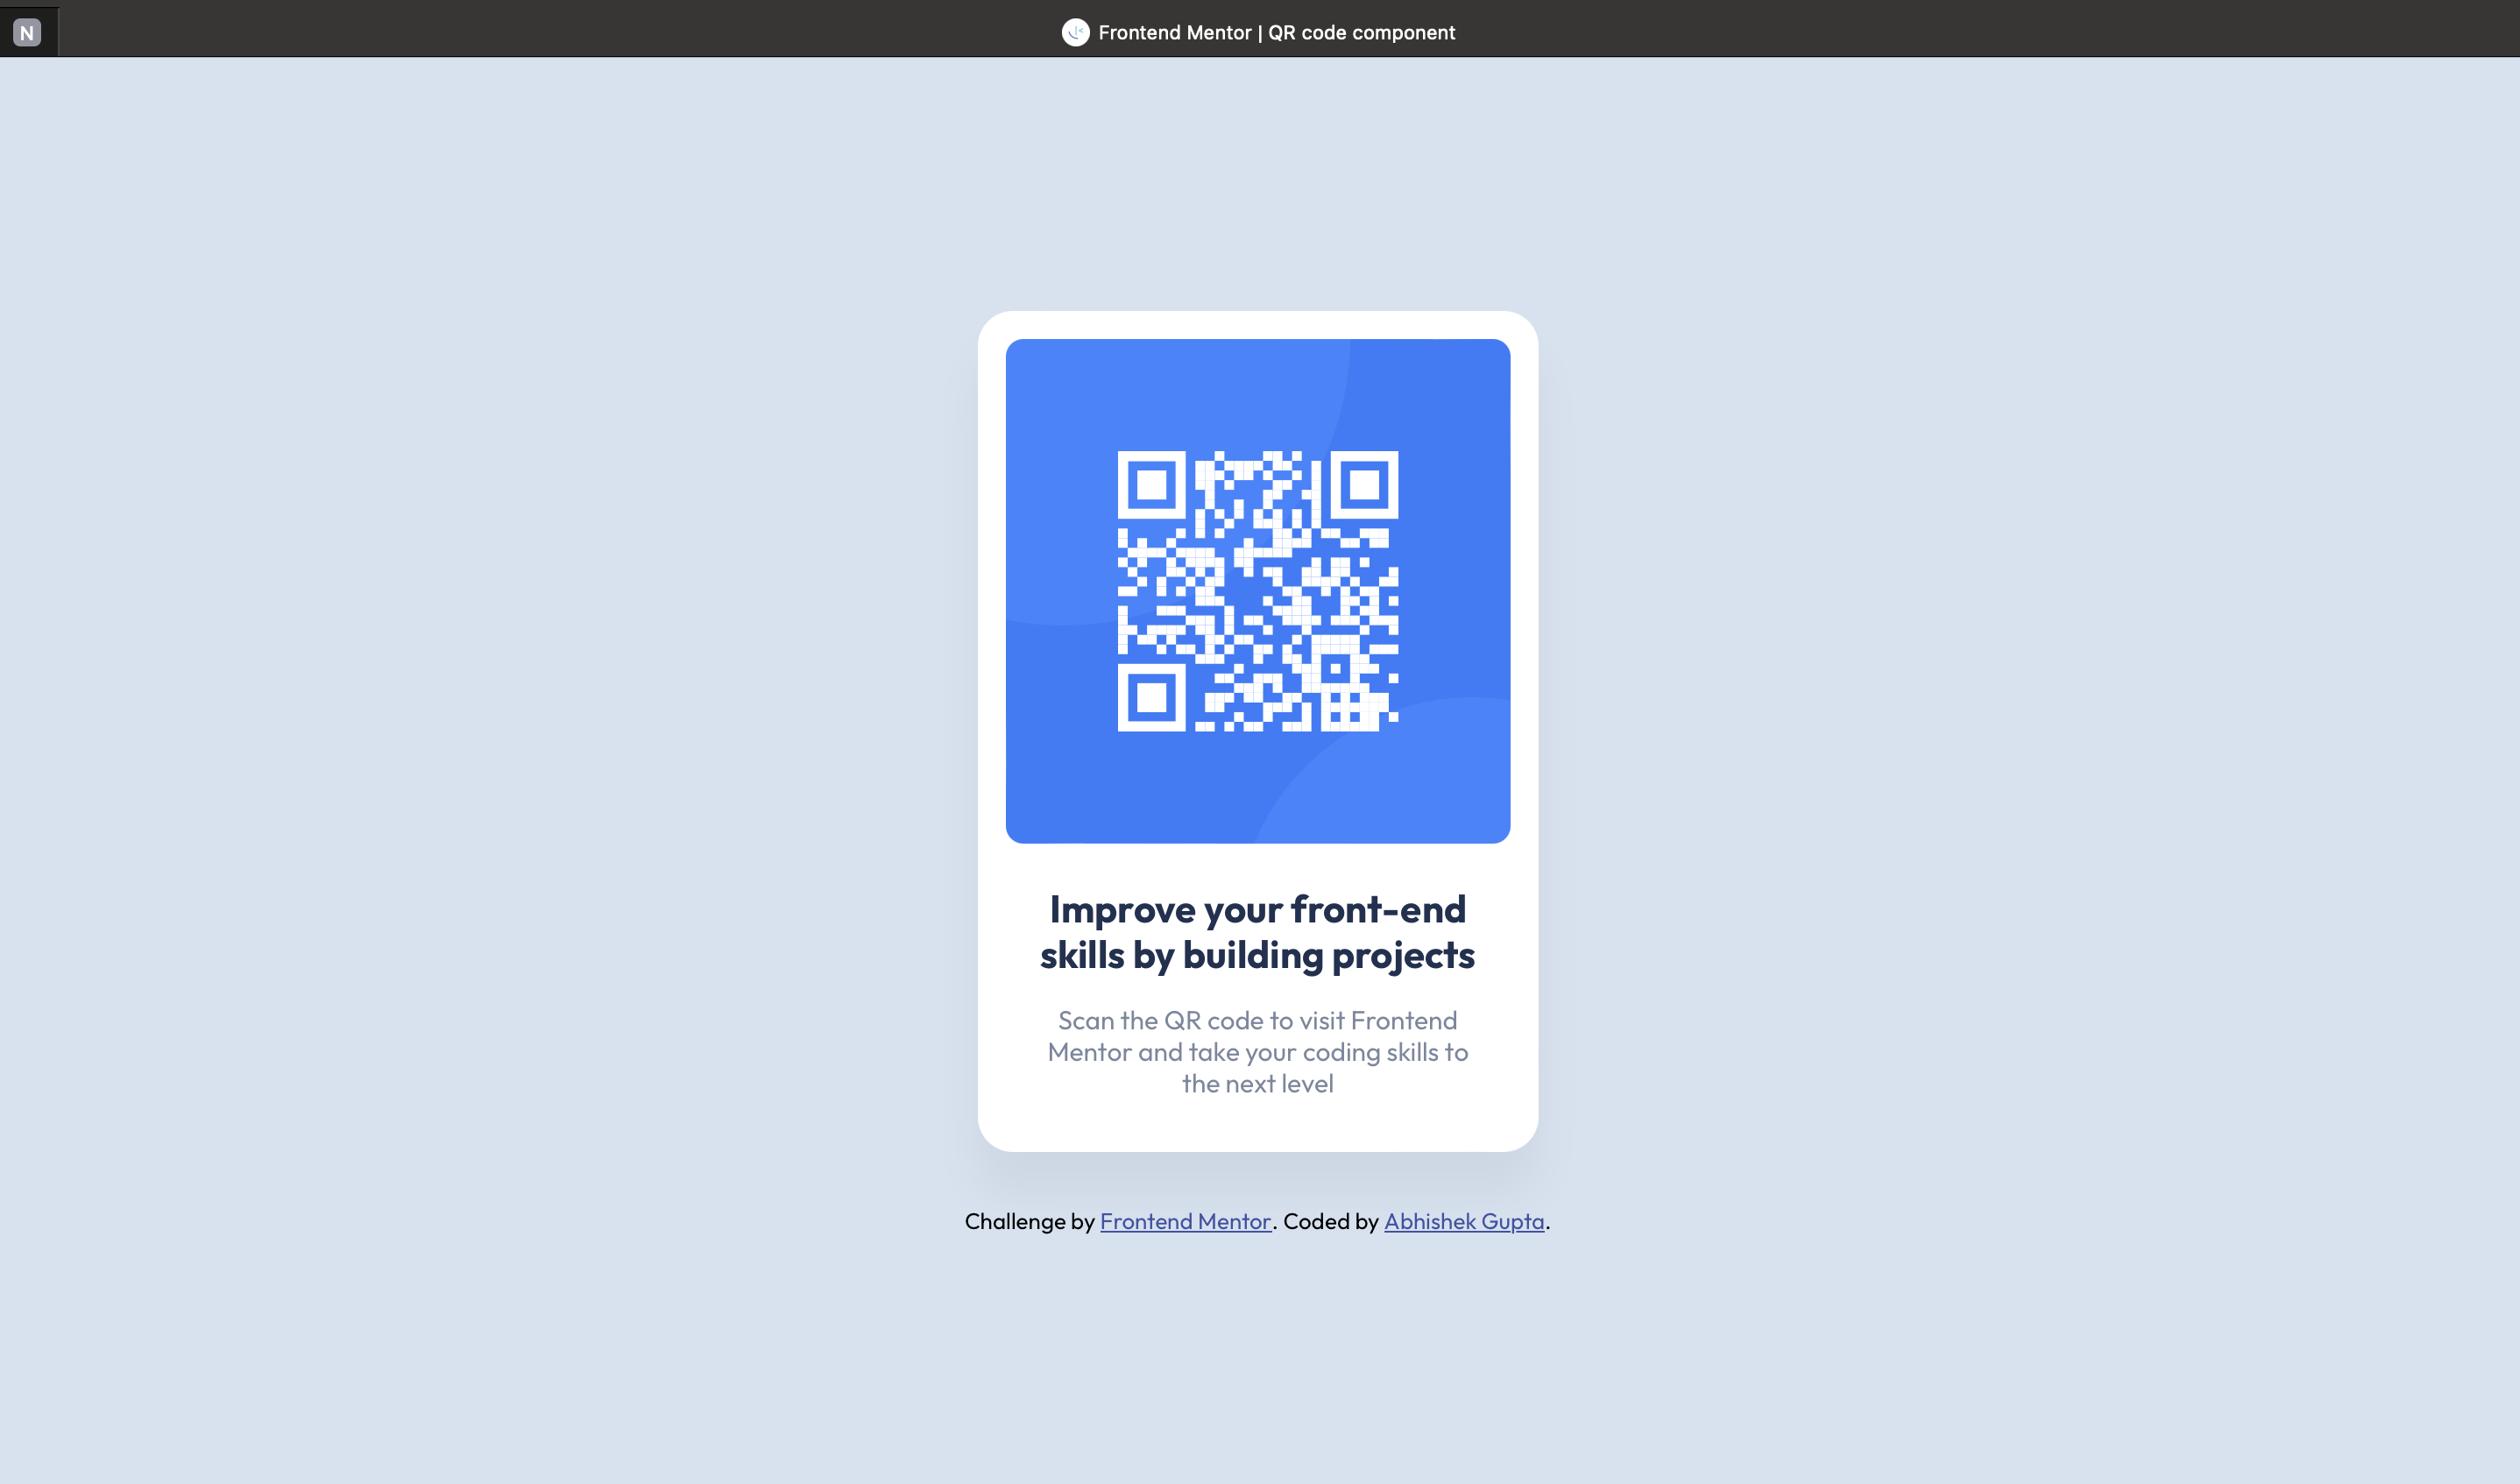 N
Frontend Mentor | QR code component
Improve your front-end
skills by building projects
Scan the QR code to visit Frontend
Mentor and take your coding skills to
the next level
Challenge by Frontend Mentor. Coded by Abhishek Gupta.